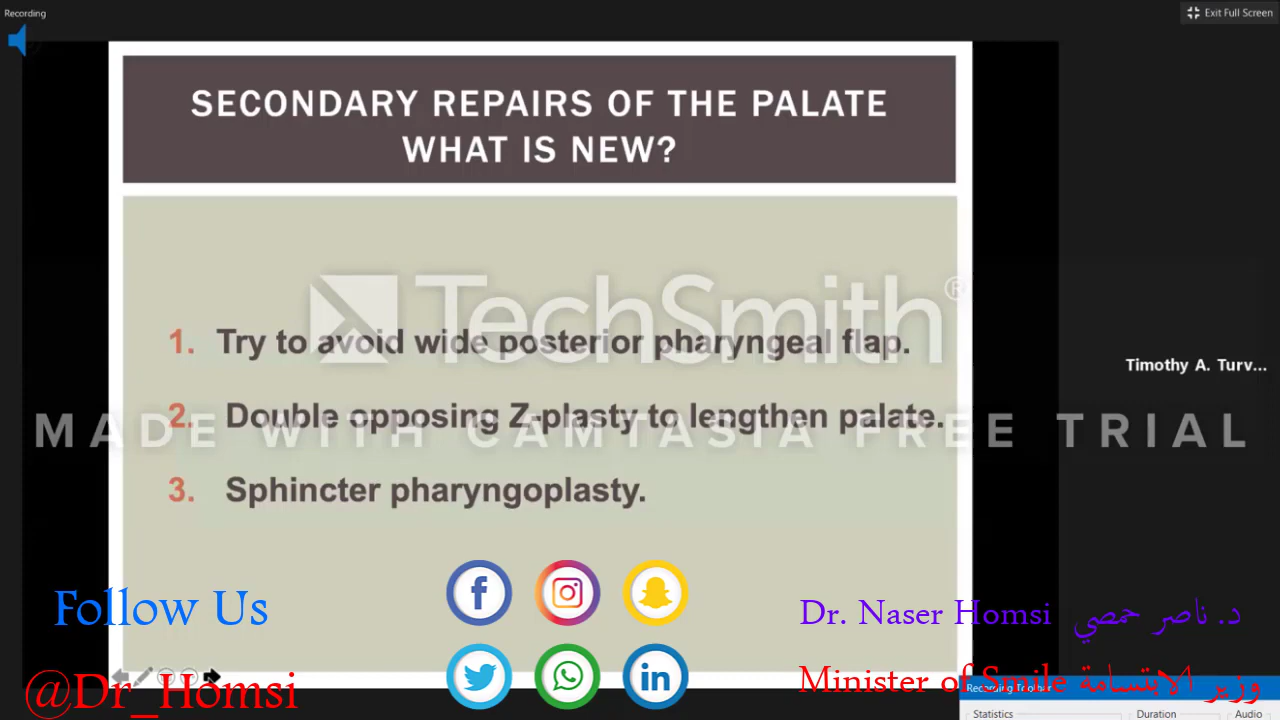 Recording
Exit Full Screen
SECONDARY REPAIRS OF THE PALATE
WHAT IS NEW?
TechSmith®
1. Try to avoid wide posterior pharyngeal flap.
Timothy A. Turv...
2. Double opposing Z-plasty to lengthen palate.
MADE WITH CAMTASIA FREE TRIAL
3. Sphincter pharyngoplasty.
Follow Us
Dr. Naser Homsi د. ناصر حمصي
@Dr_Homsi
Minister of Smile وزير الابتسامة
Recording Toolbar
Statistics
Duration
Audio